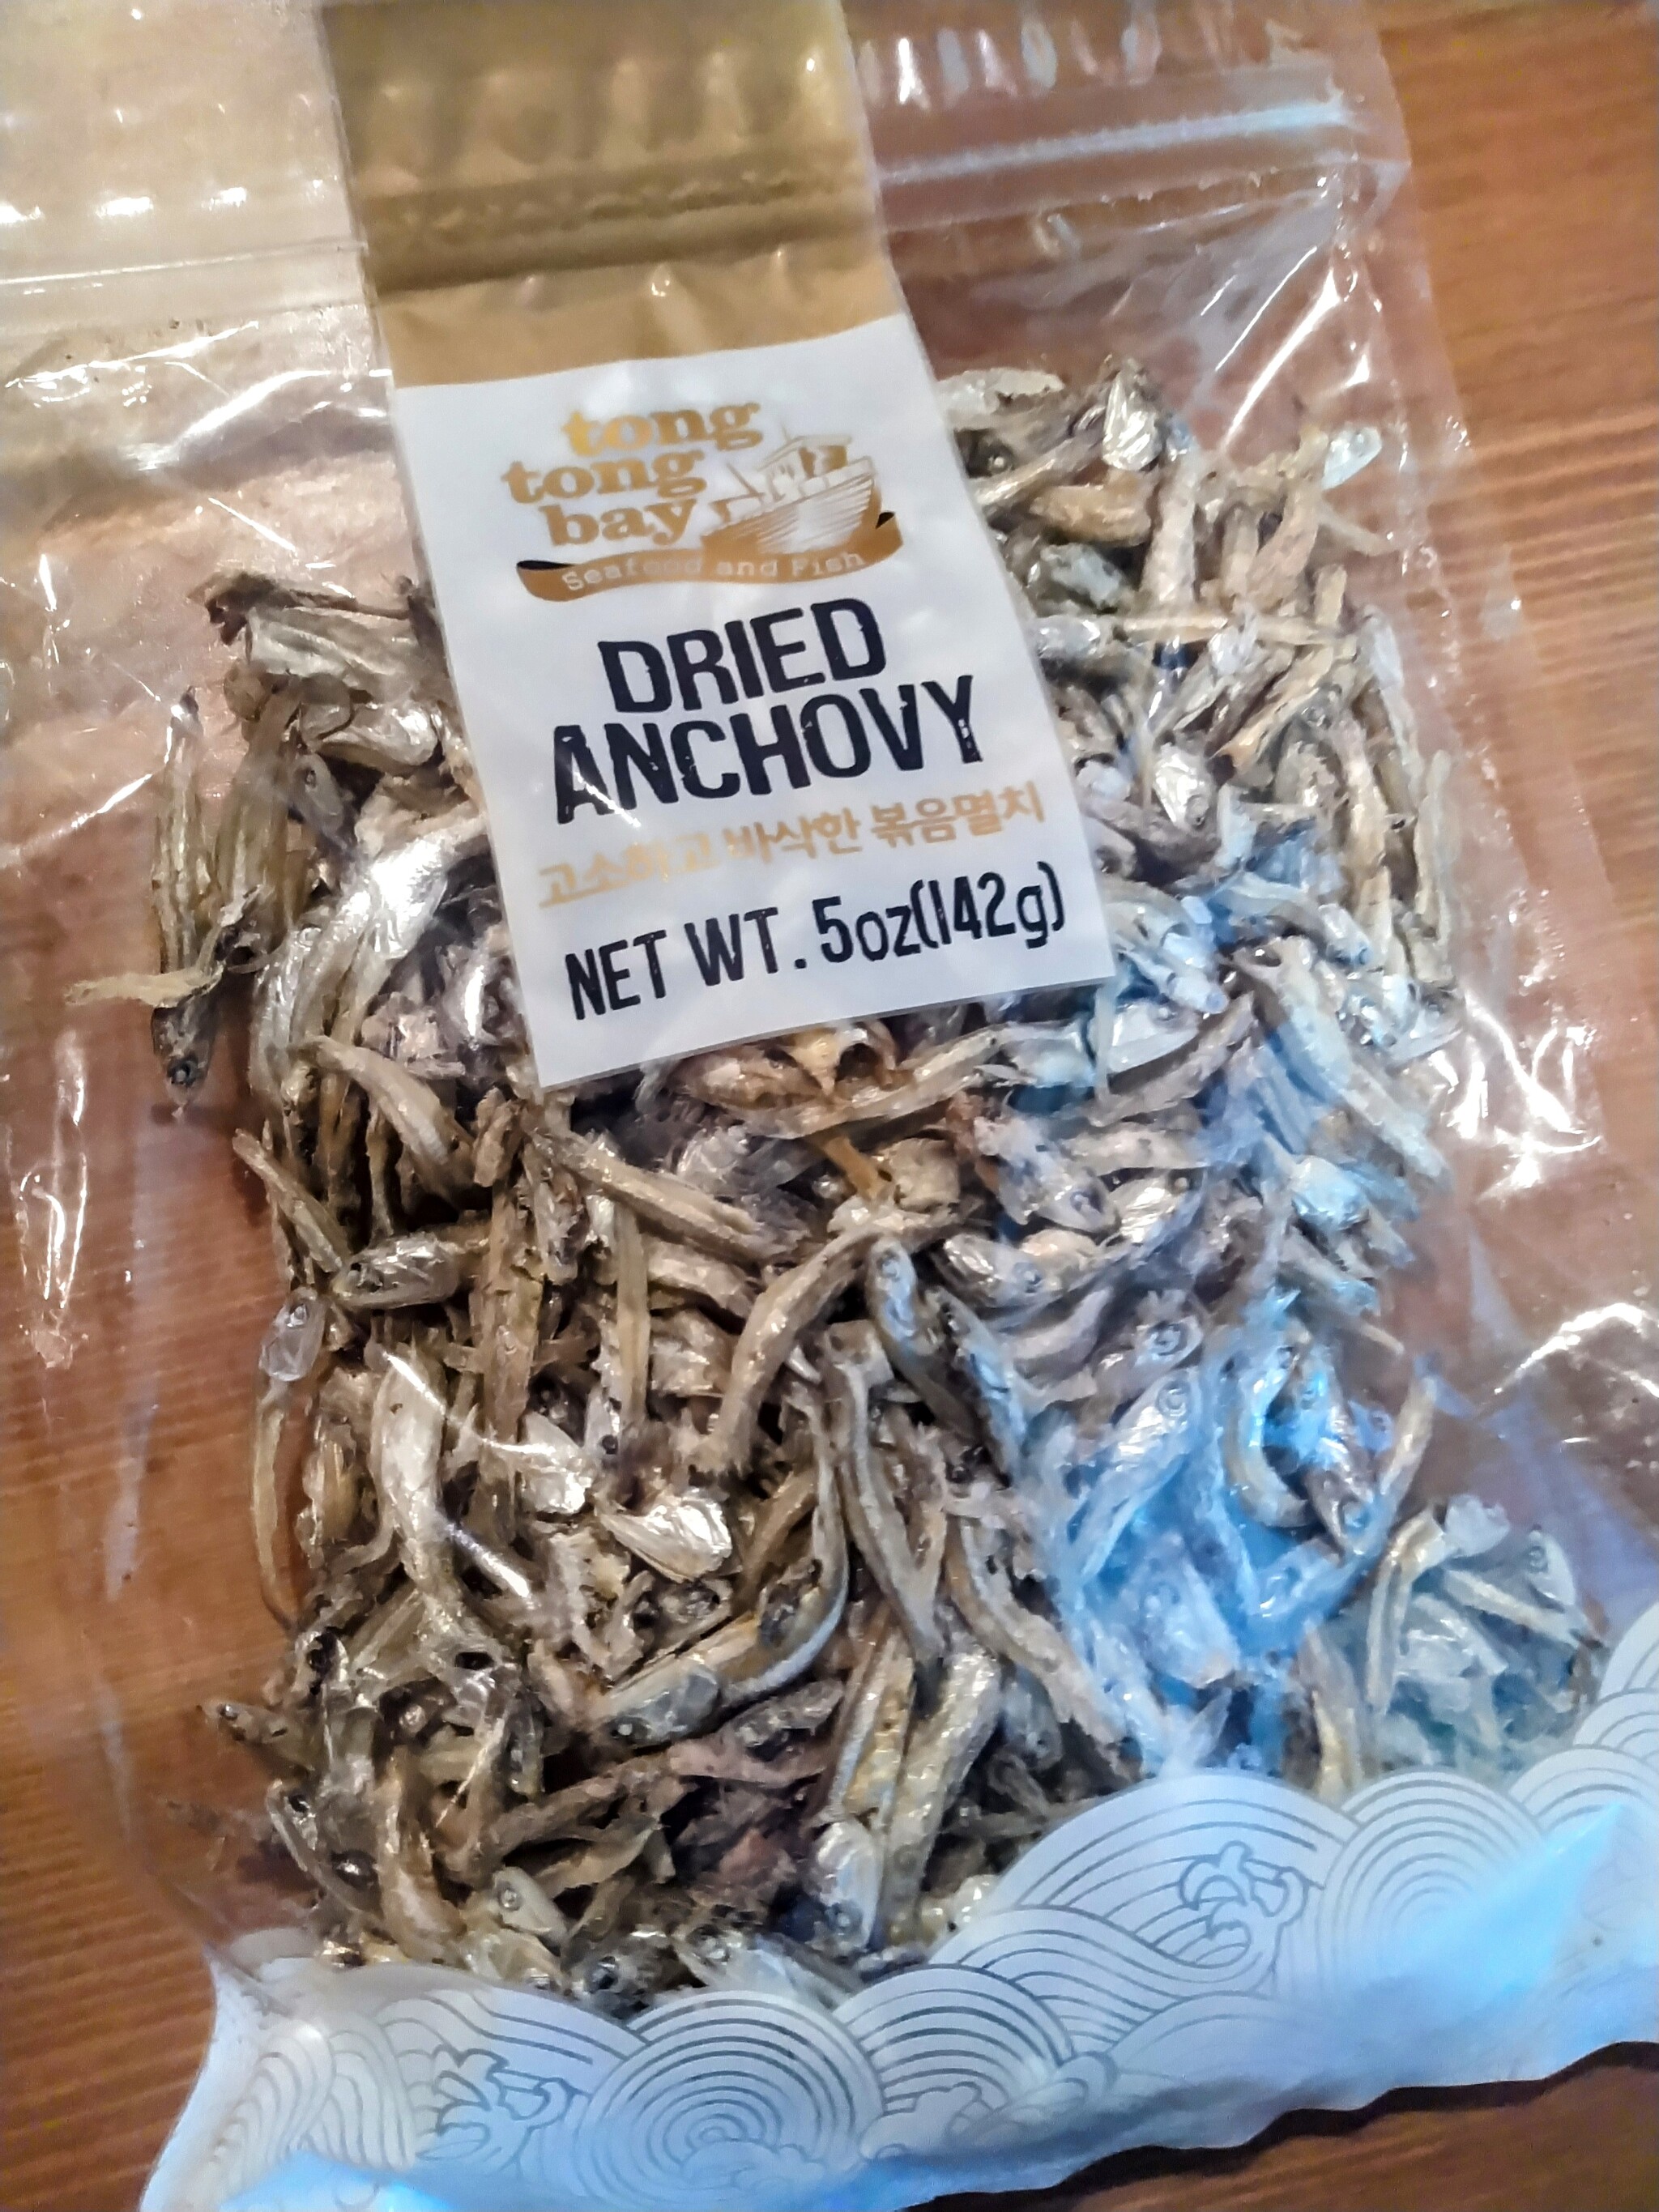 tong
tong
bay
Seafood and Fish
DRIED
ANCHOVY
고소하고 바삭한 볶음멸치
NET WT. 5oz(142g)